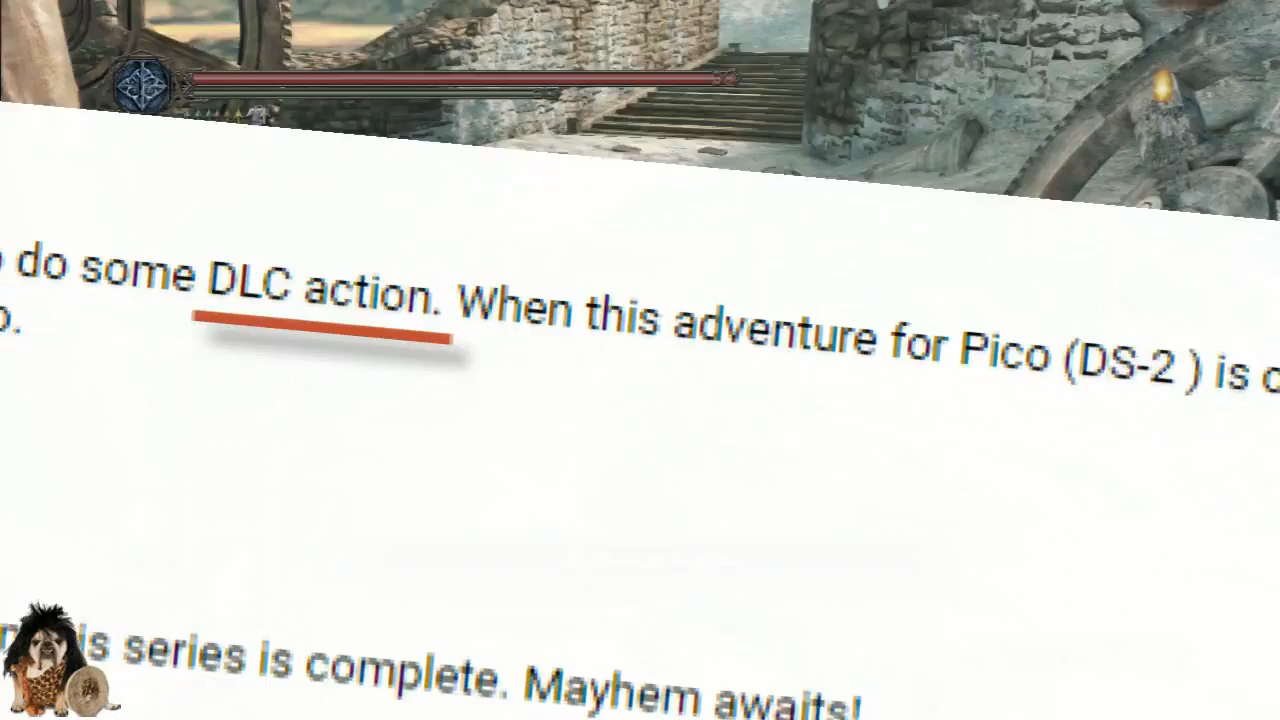 do some DLC action. When this adventure for Pico (DS-2 ) is
series is complete. Mayhem awaits!